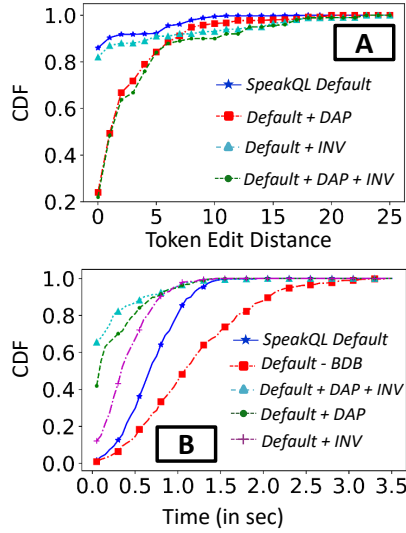 1.0
0.8
0.6
0.4
0.2
CDF
A
SpeakQL Default
Default + DAP
Default + INV
Default + DAP + INV
0 5 10 15 20 25
Token Edit Distance
1.0
0.8
0.6
0.4
0.2
0.0
CDF
SpeakQL Default
Default - BDB
Default + DAP + INV
Default + DAP
Default + INV
B
0.0 0.5 1.0 1.5 2.0 2.5 3.0 3.5
Time (in sec)